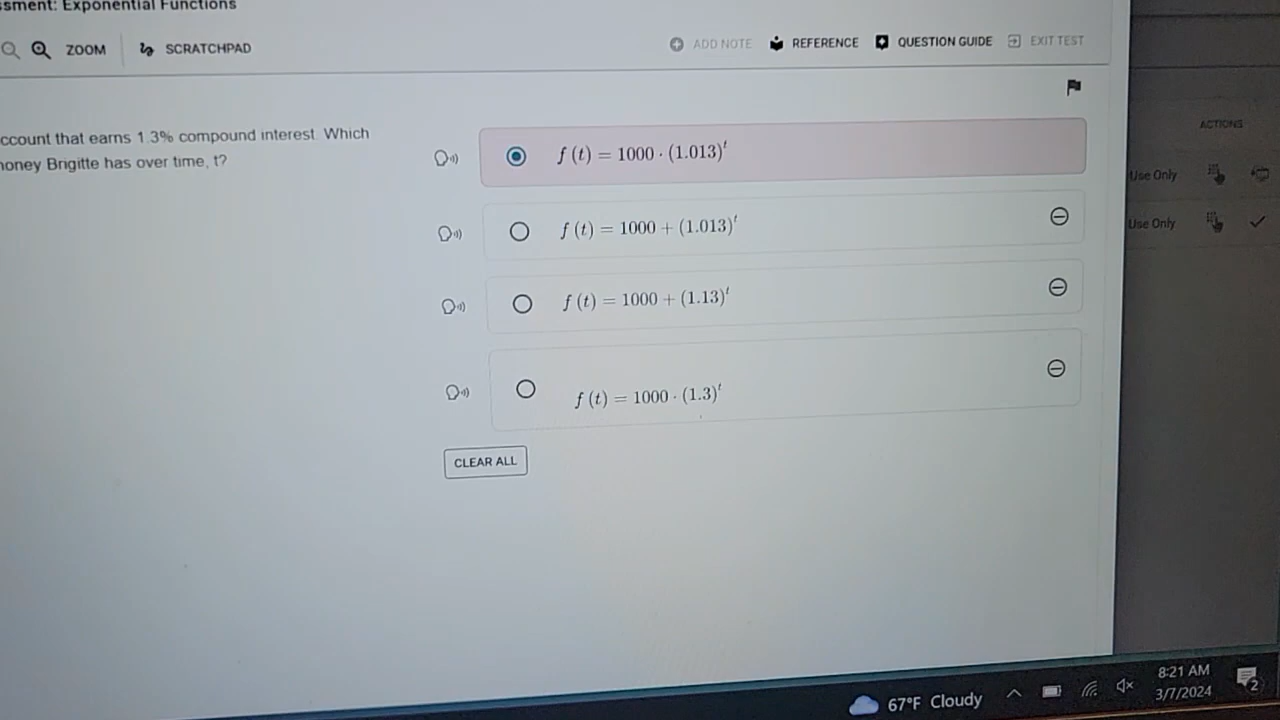 ssment: Exponential Functions
ZOOM
SCRATCHPAD
ADD NOTE
REFERENCE
QUESTION GUIDE
EXIT TEST
ccount that earns 1.3% compound interest. Which
oney Brigitte has over time, t?
f (t) = 1000 · (1.013)^t
f (t) = 1000 + (1.013)^t
f (t) = 1000 + (1.13)^t
f (t) = 1000 · (1.3)^t
CLEAR ALL
ACTIONS
Use Only
Use Only
67°F Cloudy
8:21 AM
3/7/2024
2